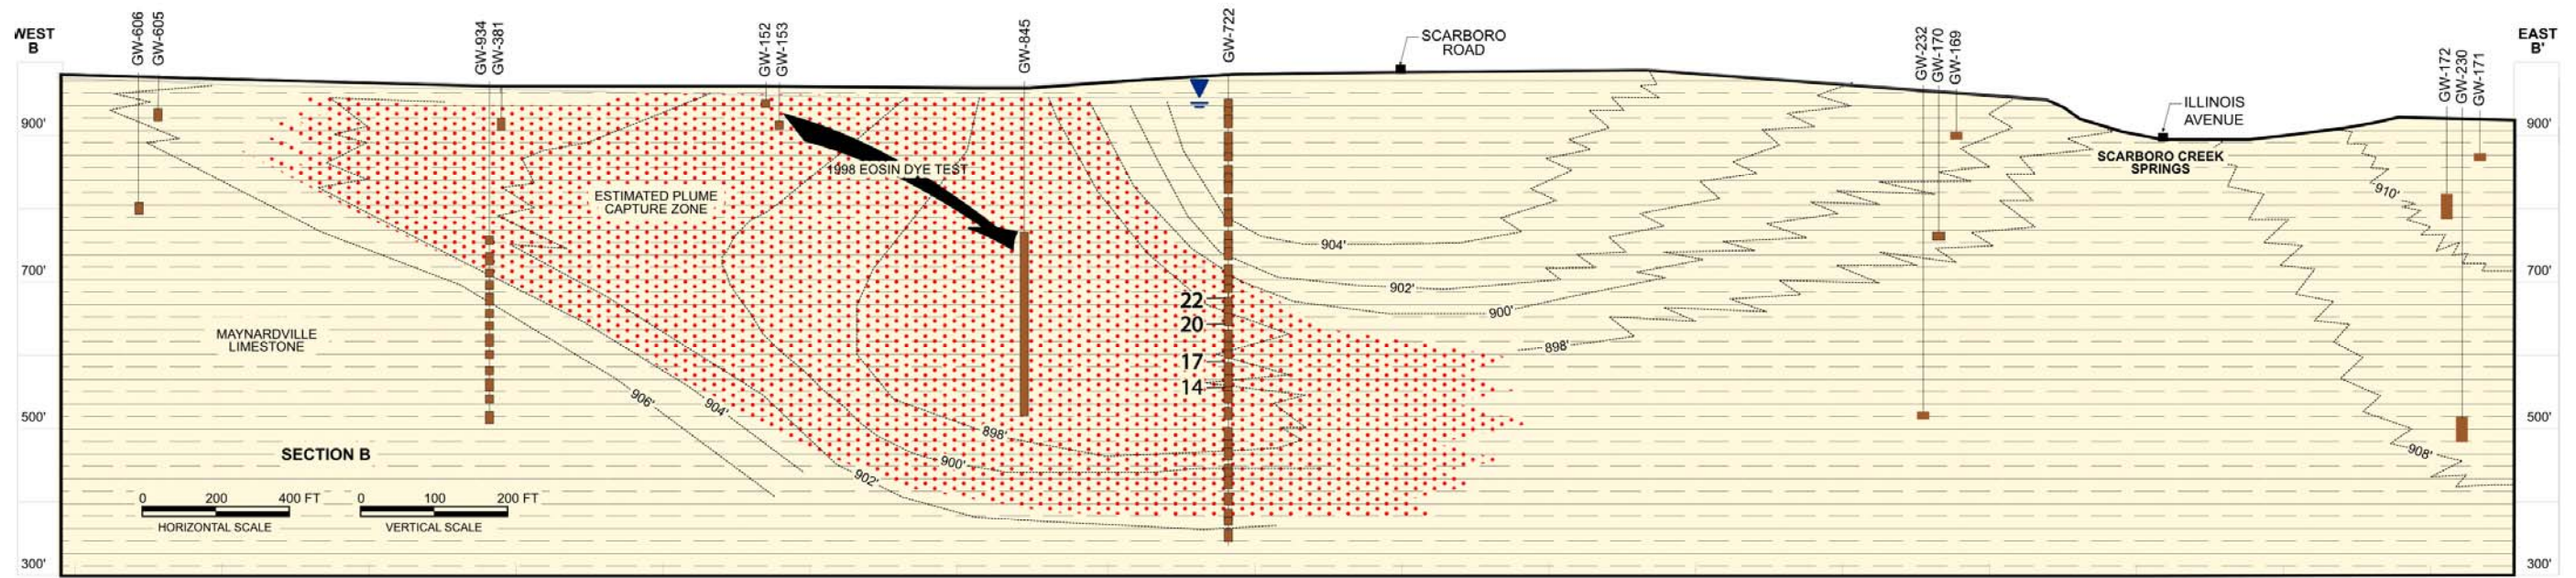 WEST
B
GW-606
GW-605
GW-934
GW-381
GW-152
GW-153
GW-845
GW-722
SCARBORO
ROAD
GW-232
GW-170
GW-169
ILLINOIS
AVENUE
GW-172
GW-230
GW-171
EAST
B'
900'
900'
1998 EOSIN DYE TEST
SCARBORO CREEK
SPRINGS
ESTIMATED PLUME
CAPTURE ZONE
910'
904'
700'
700'
902'
22
900'
20
MAYNARDVILLE
LIMESTONE
898'
17
14
906'
904'
500'
500'
898'
SECTION B
900'
908'
902'
0 200 400 FT
HORIZONTAL SCALE
0 100 200 FT
VERTICAL SCALE
300'
300'